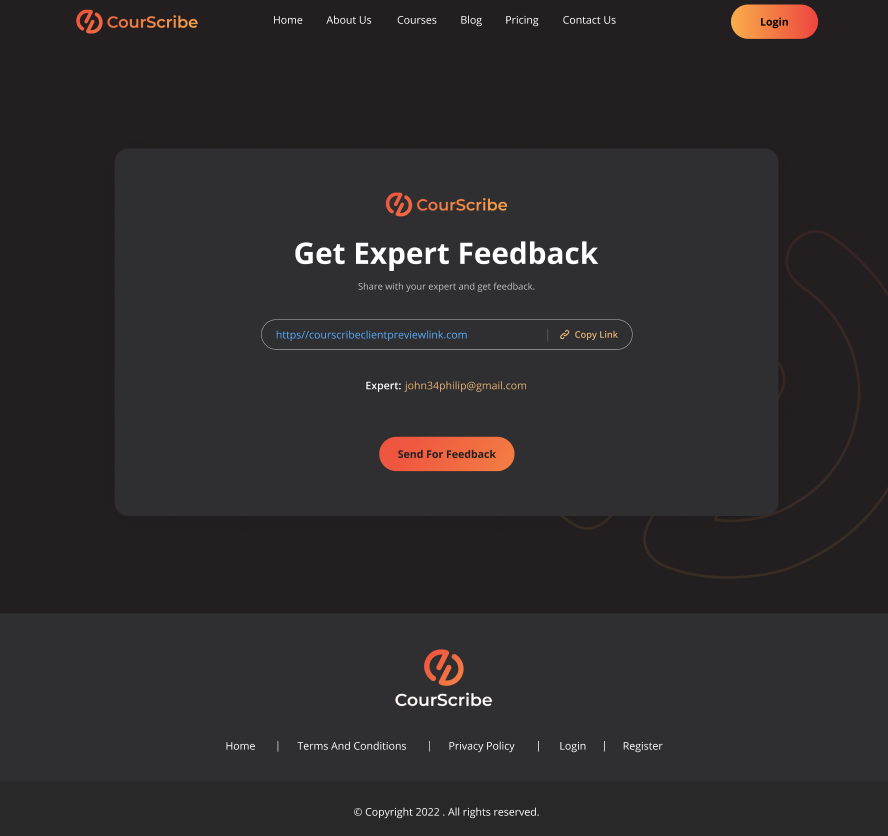 CourScribe
Home About Us Courses Blog Pricing Contact Us
Login
CourScribe
Get Expert Feedback
Share with your expert and get feedback.
https//courscribeclientpreviewlink.com | Copy Link
Expert: john34philip@gmail.com
Send For Feedback
CourScribe
Home | Terms And Conditions | Privacy Policy | Login | Register
© Copyright 2022 . All rights reserved.